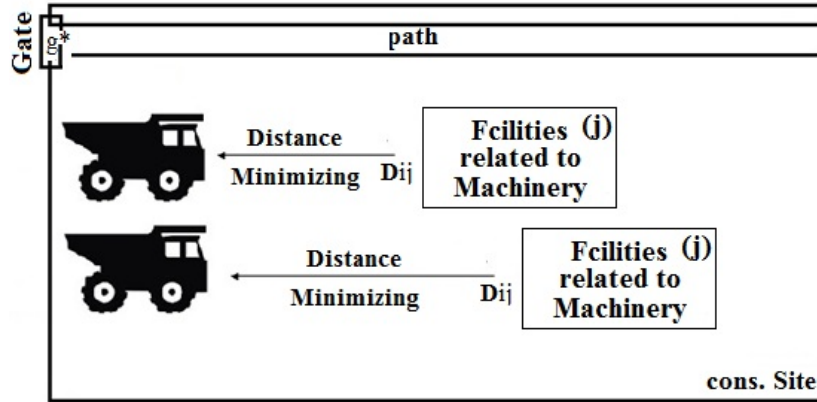 Gate
g*
path
Distance
Minimizing
Dij
Fcilities (j)
related to
Machinery
Distance
Minimizing
Dij
Fcilities (j)
related to
Machinery
cons. Site